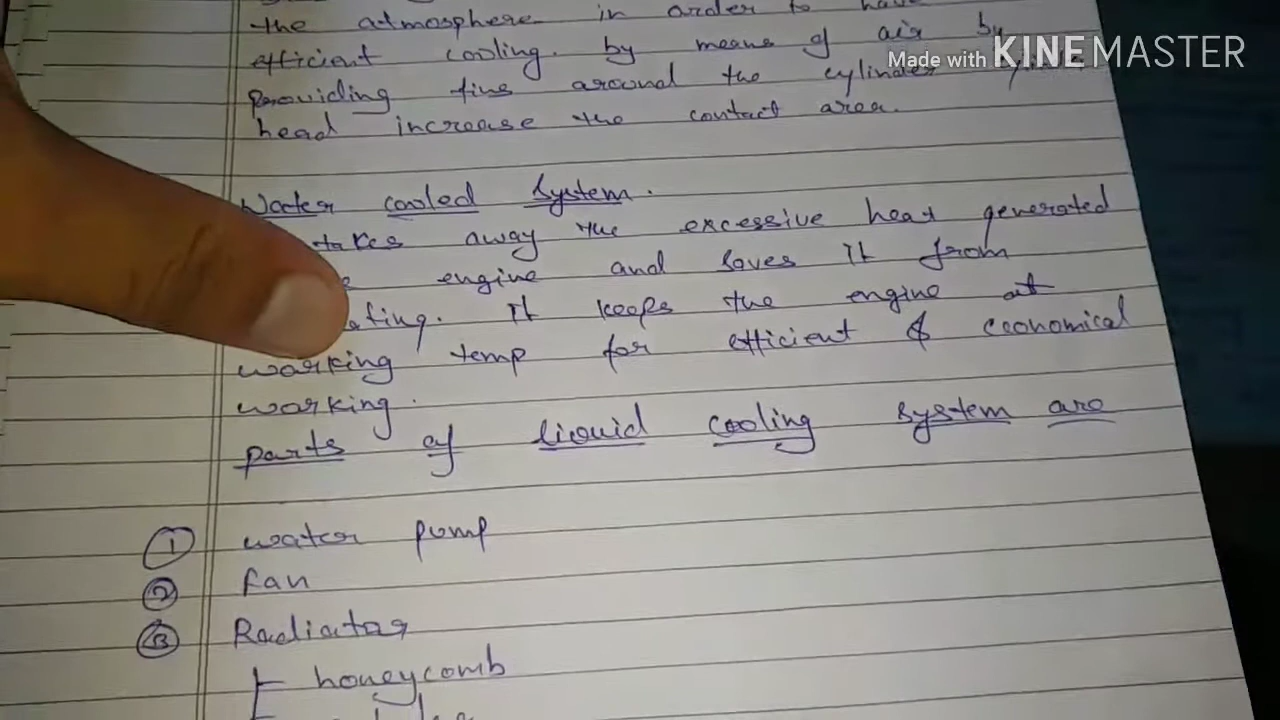 the atmosphere in order to have
efficient cooling. by means of air by
Made with KINEMASTER
providing fins around the cylinder
head increase the contact area.
Water cooled system.
takes away the excessive heat generated
engine and saves it from
ating. It keeps the engine at
working temp for efficient & economical
working.
parts of liquid cooling system are
① water pump
② fan
③ Radiator
honeycomb